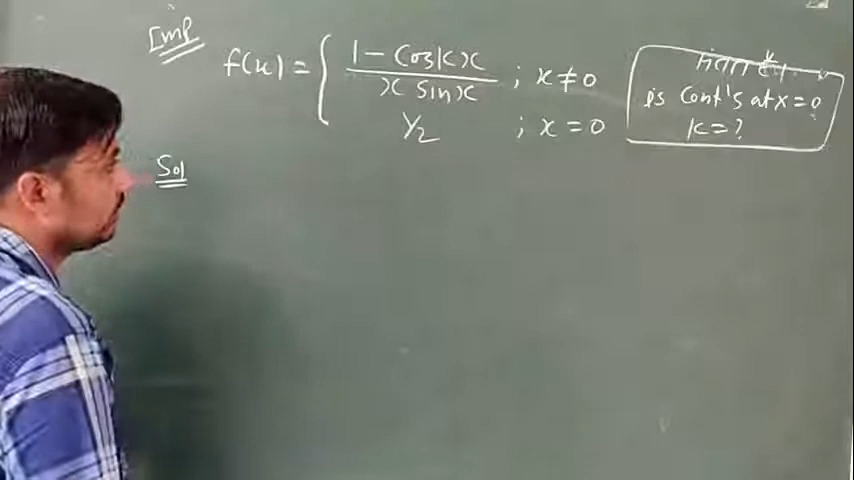 Imp
f(x) = { 1 - Cos kx / x Sin x ; x ≠ 0
1/2 ; x = 0
is Cont's at x = 0
k = ?
Sol